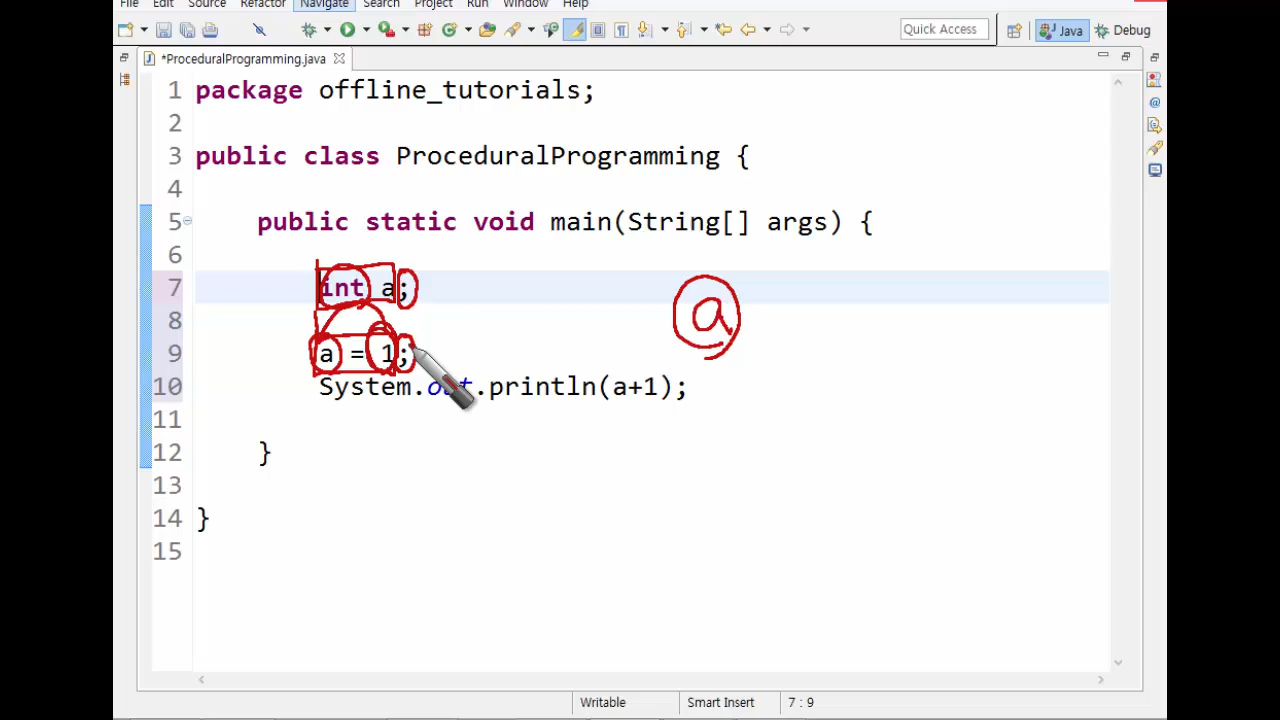 File Edit Source Refactor Navigate Search Project Run Window Help
Quick Access Java Debug
*ProceduralProgramming.java
1 package offline_tutorials;
2
3 public class ProceduralProgramming {
4
5 public static void main(String[] args) {
6
7 int a;
8
9 a = 1;
10 System.out.println(a+1);
11
12 }
13
14 }
15
a
Writable Smart Insert 7 : 9